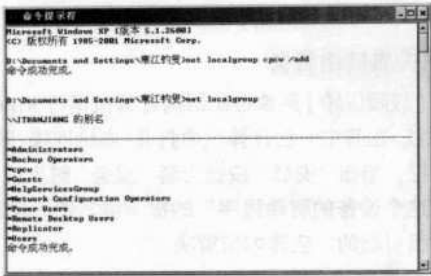 命令提示符
Microsoft Windows XP [版本 5.1.2600]
(C) 版权所有 1985-2001 Microsoft Corp.
D:\Documents and Settings\寒江钓叟>net localgroup cpcw /add
命令成功完成。
D:\Documents and Settings\寒江钓叟>net localgroup
的别名
*Administrators
*Backup Operators
*cpcw
*Guests
*HelpServicesGroup
*Network Configuration Operators
*Power Users
*Remote Desktop Users
*Replicator
*Users
命令成功完成。